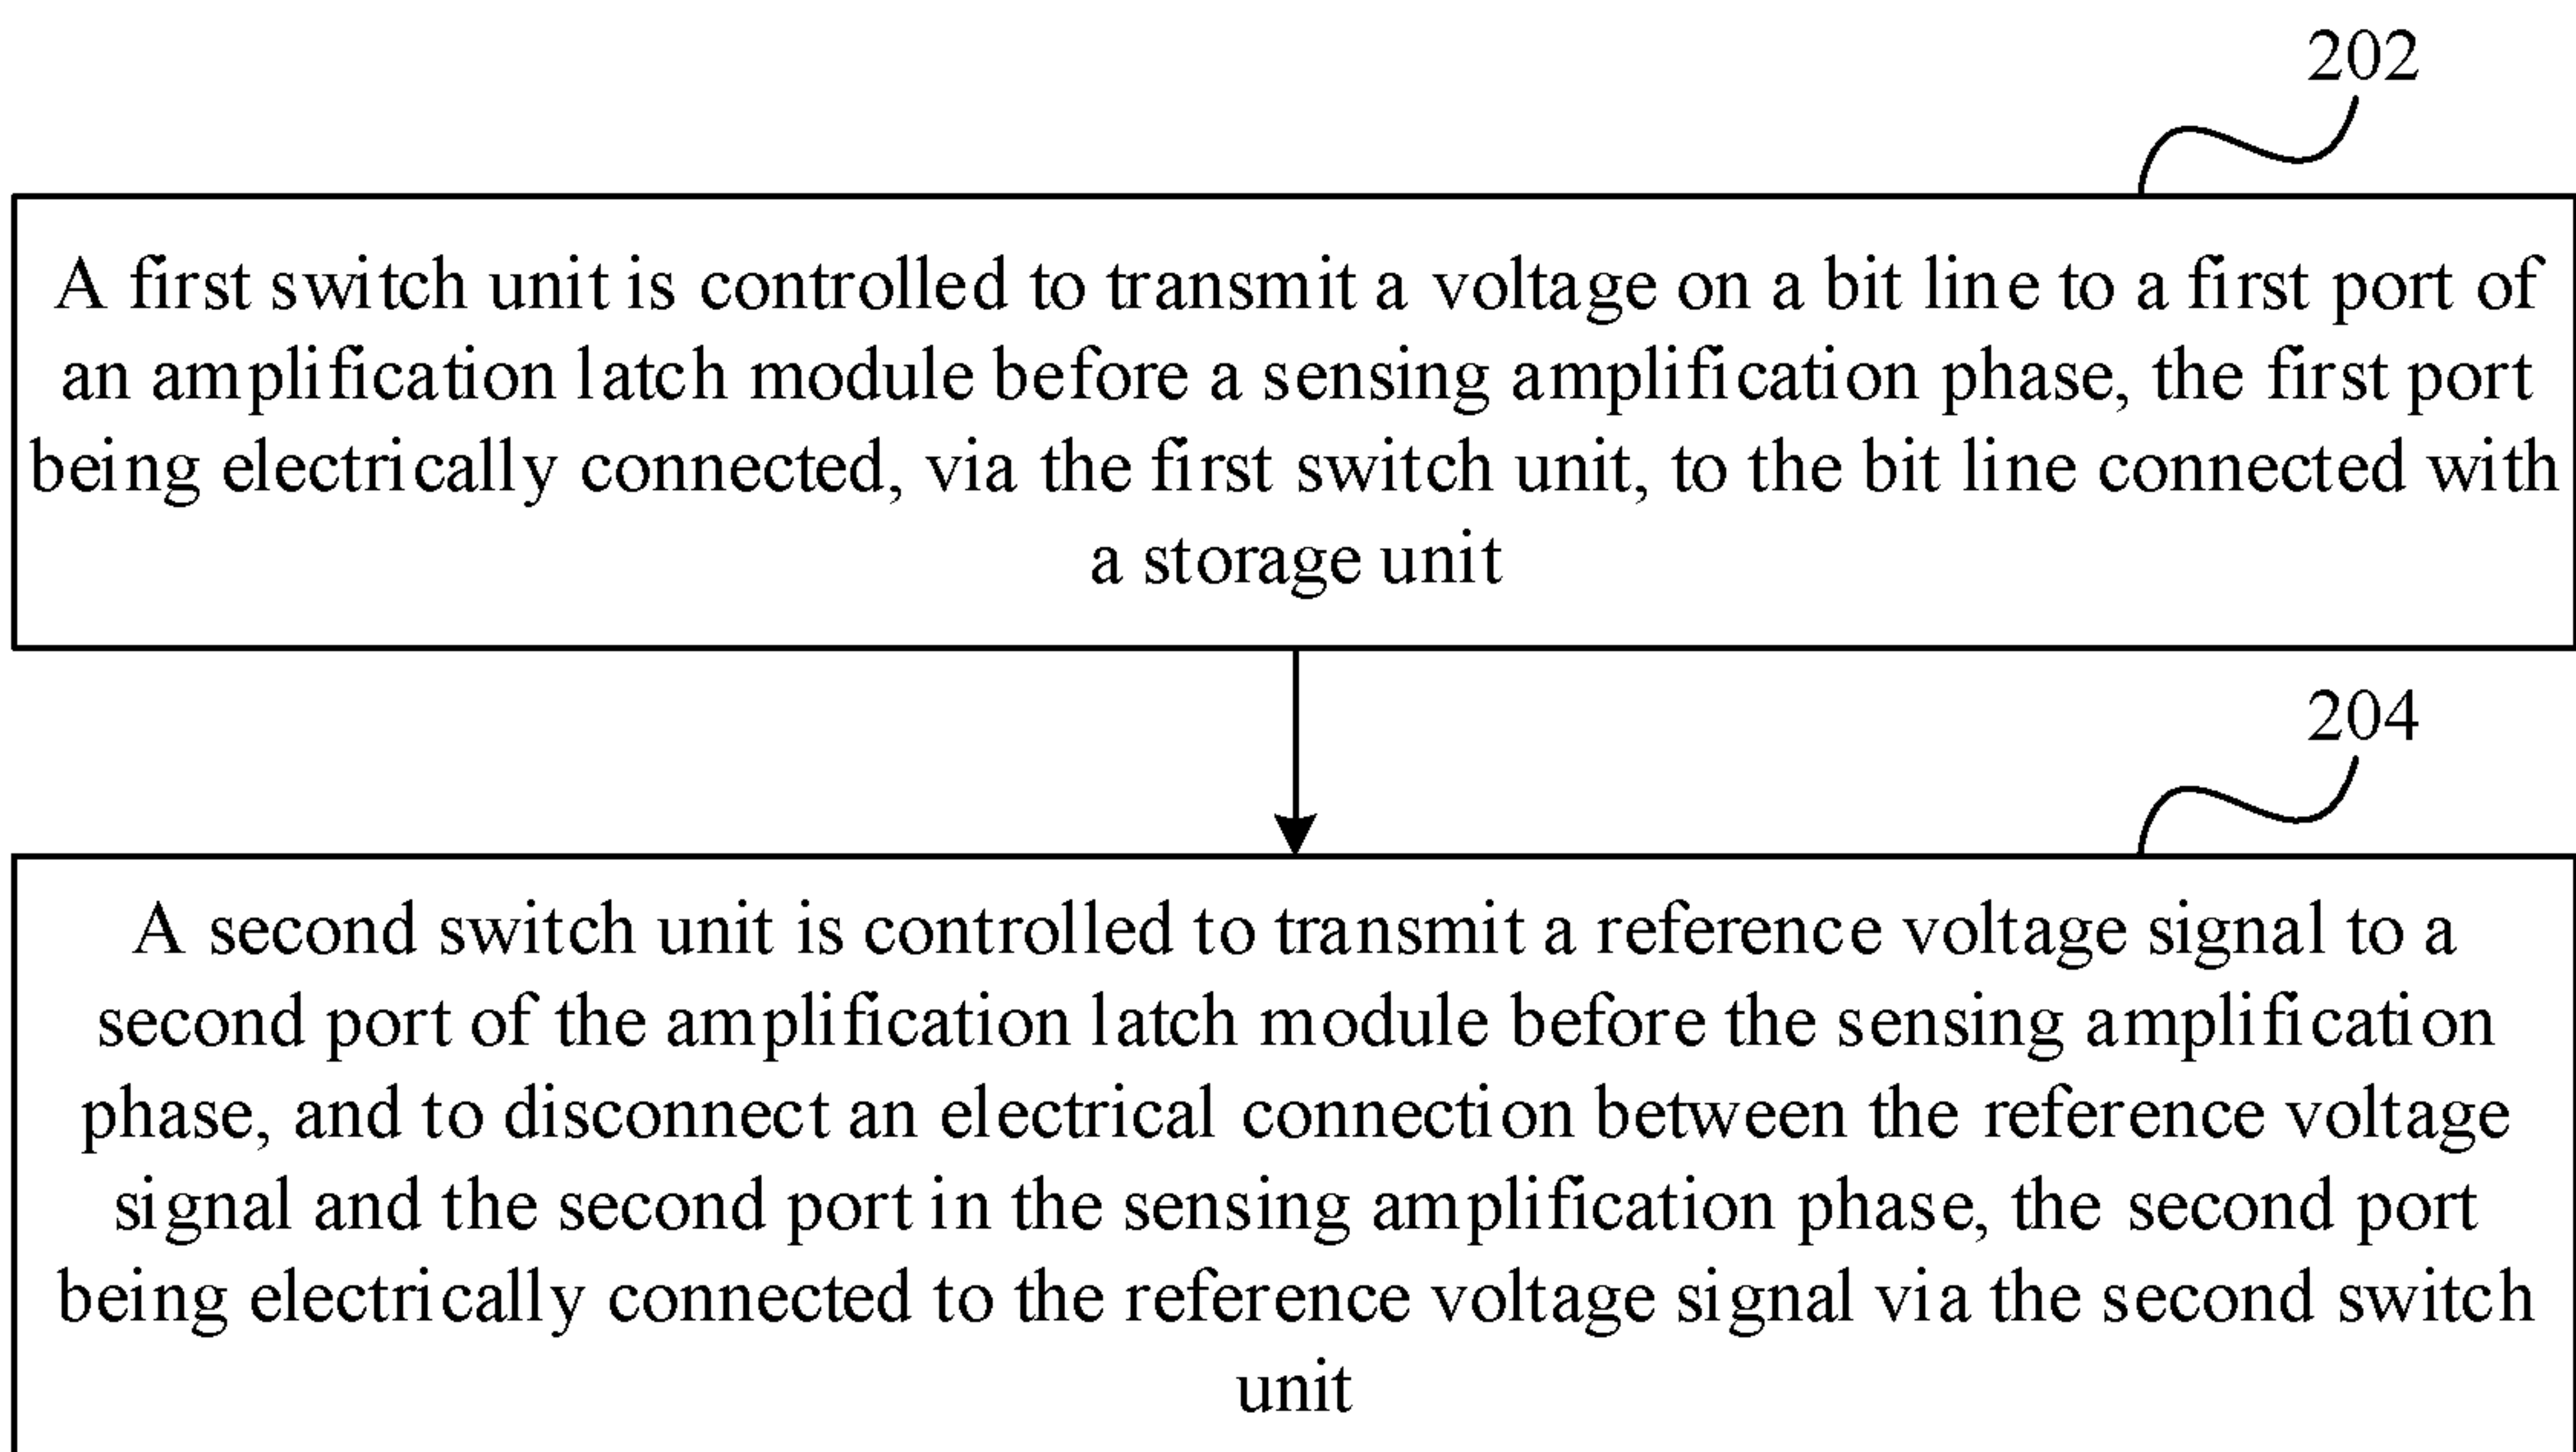 202
A first switch unit is controlled to transmit a voltage on a bit line to a first port of
an amplification latch module before a sensing amplification phase, the first port
being electrically connected, via the first switch unit, to the bit line connected with
a storage unit
204
A second switch unit is controlled to transmit a reference voltage signal to a
second port of the amplification latch module before the sensing amplification
phase, and to disconnect an electrical connection between the reference voltage
signal and the second port in the sensing amplification phase, the second port
being electrically connected to the reference voltage signal via the second switch
unit